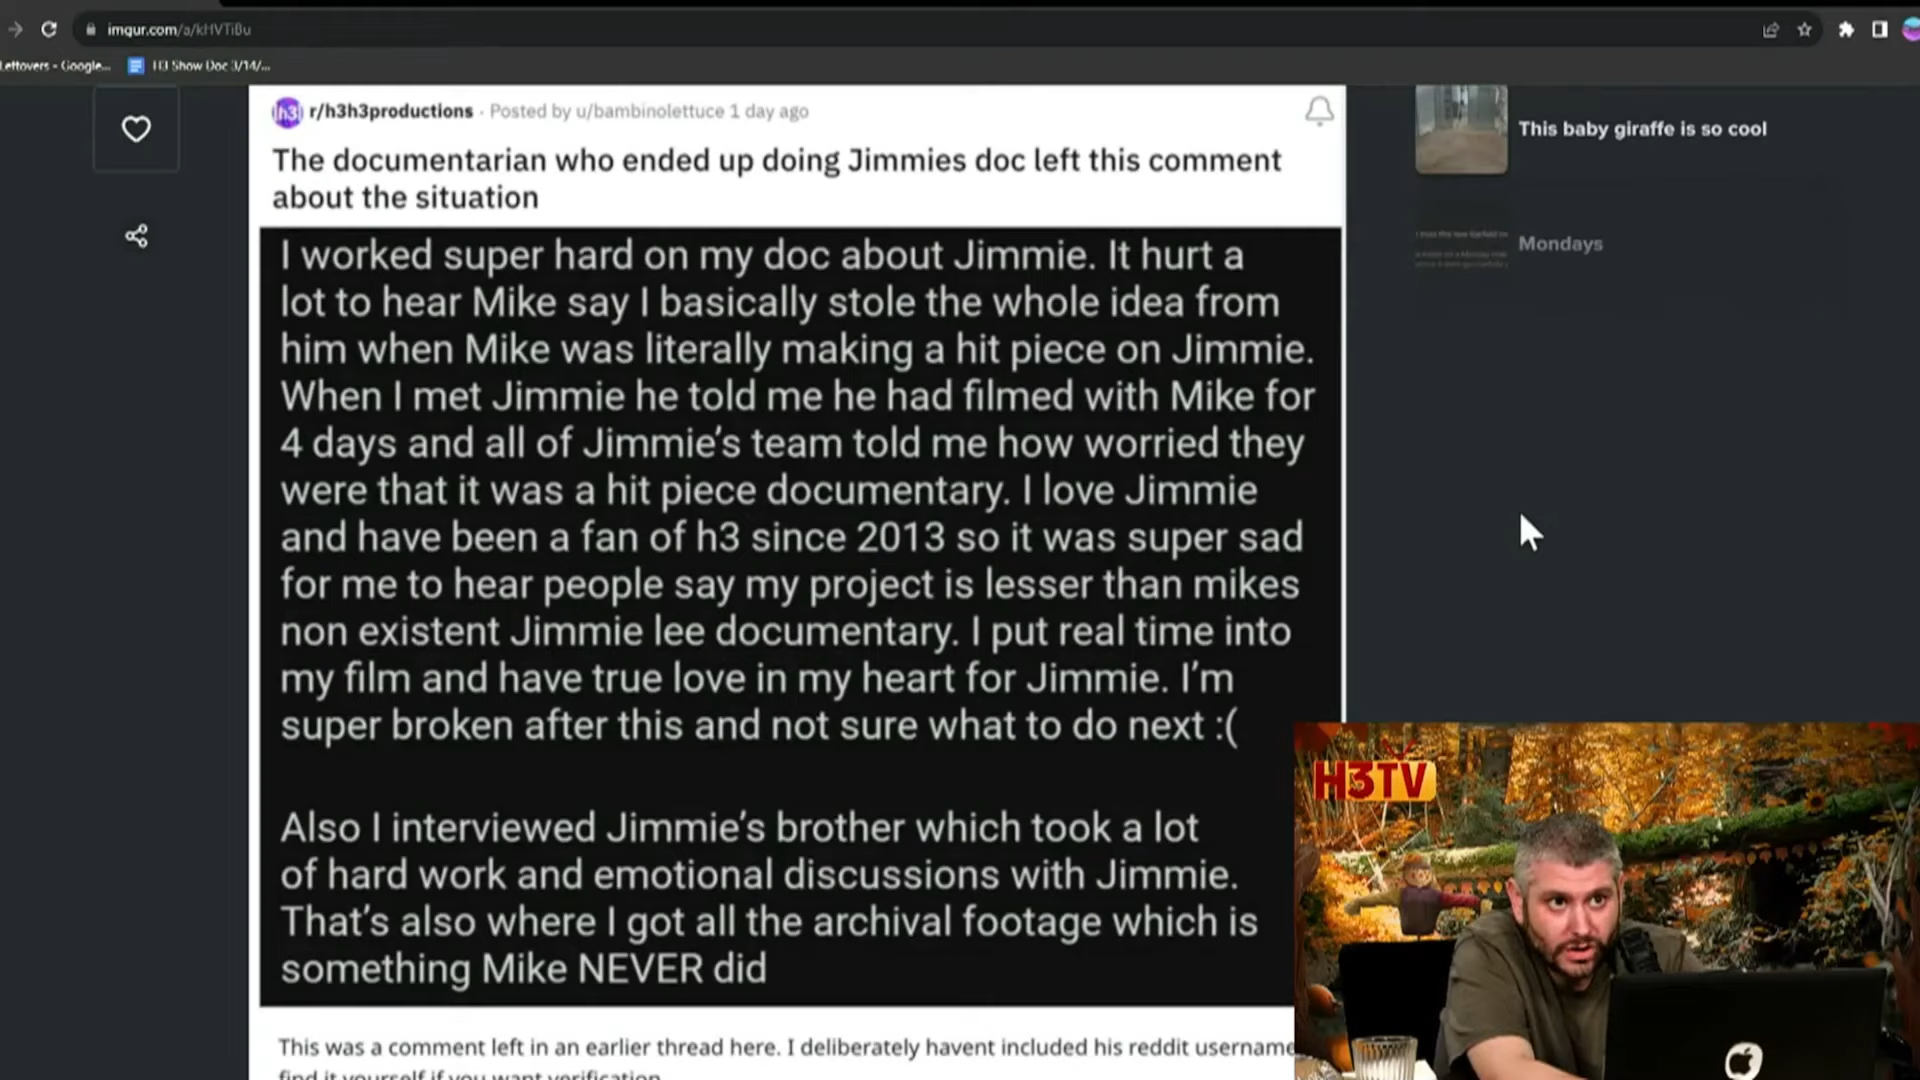 imgur.com/a/kHVTiBu
Leftovers - Google...
H3 Show Doc 3/14/...
r/h3h3productions · Posted by u/bambinolettuce 1 day ago
The documentarian who ended up doing Jimmies doc left this comment
about the situation
I worked super hard on my doc about Jimmie. It hurt a
lot to hear Mike say I basically stole the whole idea from
him when Mike was literally making a hit piece on Jimmie.
When I met Jimmie he told me he had filmed with Mike for
4 days and all of Jimmie's team told me how worried they
were that it was a hit piece documentary. I love Jimmie
and have been a fan of h3 since 2013 so it was super sad
for me to hear people say my project is lesser than mikes
non existent Jimmie lee documentary. I put real time into
my film and have true love in my heart for Jimmie. I'm
super broken after this and not sure what to do next :(
Also I interviewed Jimmie's brother which took a lot
of hard work and emotional discussions with Jimmie.
That's also where I got all the archival footage which is
something Mike NEVER did
This was a comment left in an earlier thread here. I deliberately havent included his reddit username
find it yourself if you want verification
This baby giraffe is so cool
Mondays
H3TV